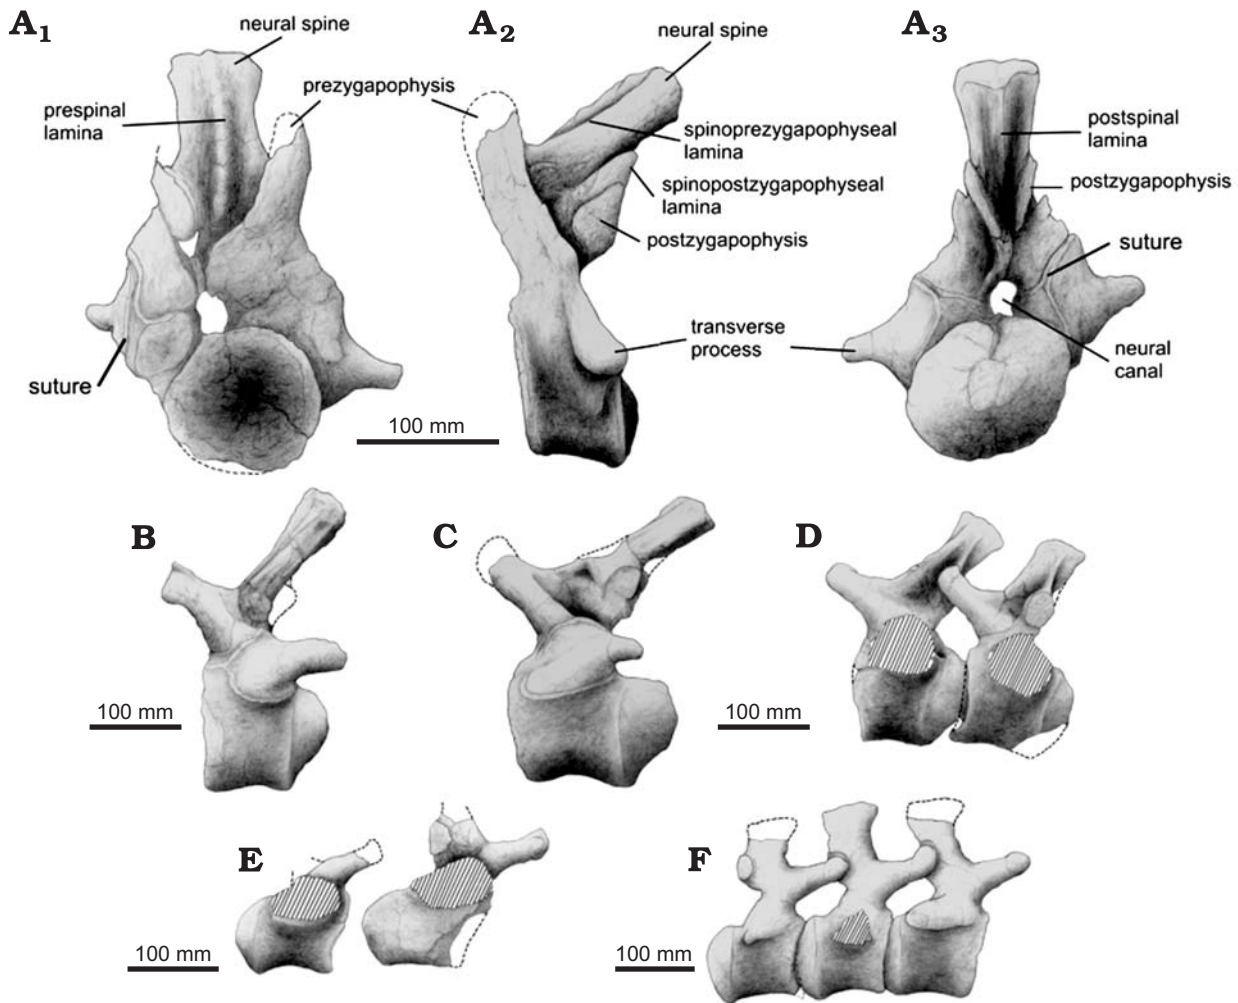 A1
neural spine
prezygapophysis
prespinal
lamina
suture
A2
neural spine
spinoprezygapophyseal
lamina
spinopostzygapophyseal
lamina
postzygapophysis
transverse
process
A3
postspinal
lamina
postzygapophysis
suture
neural
canal
100 mm
B
100 mm
C
D
100 mm
E
100 mm
F
100 mm